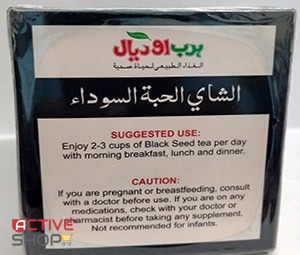 برب اوديال
الغذاء الطبيعي لحياة صحية
الشاي الحبة السوداء
SUGGESTED USE:
Enjoy 2-3 cups of Black Seed tea per day
with morning breakfast, lunch and dinner.
CAUTION:
If you are pregnant or breastfeeding, consult
with a doctor before use. If you are on any
medications, check with your doctor or
pharmacist before taking any supplement.
Not recommended for infants.
ACTIVE
SHOP